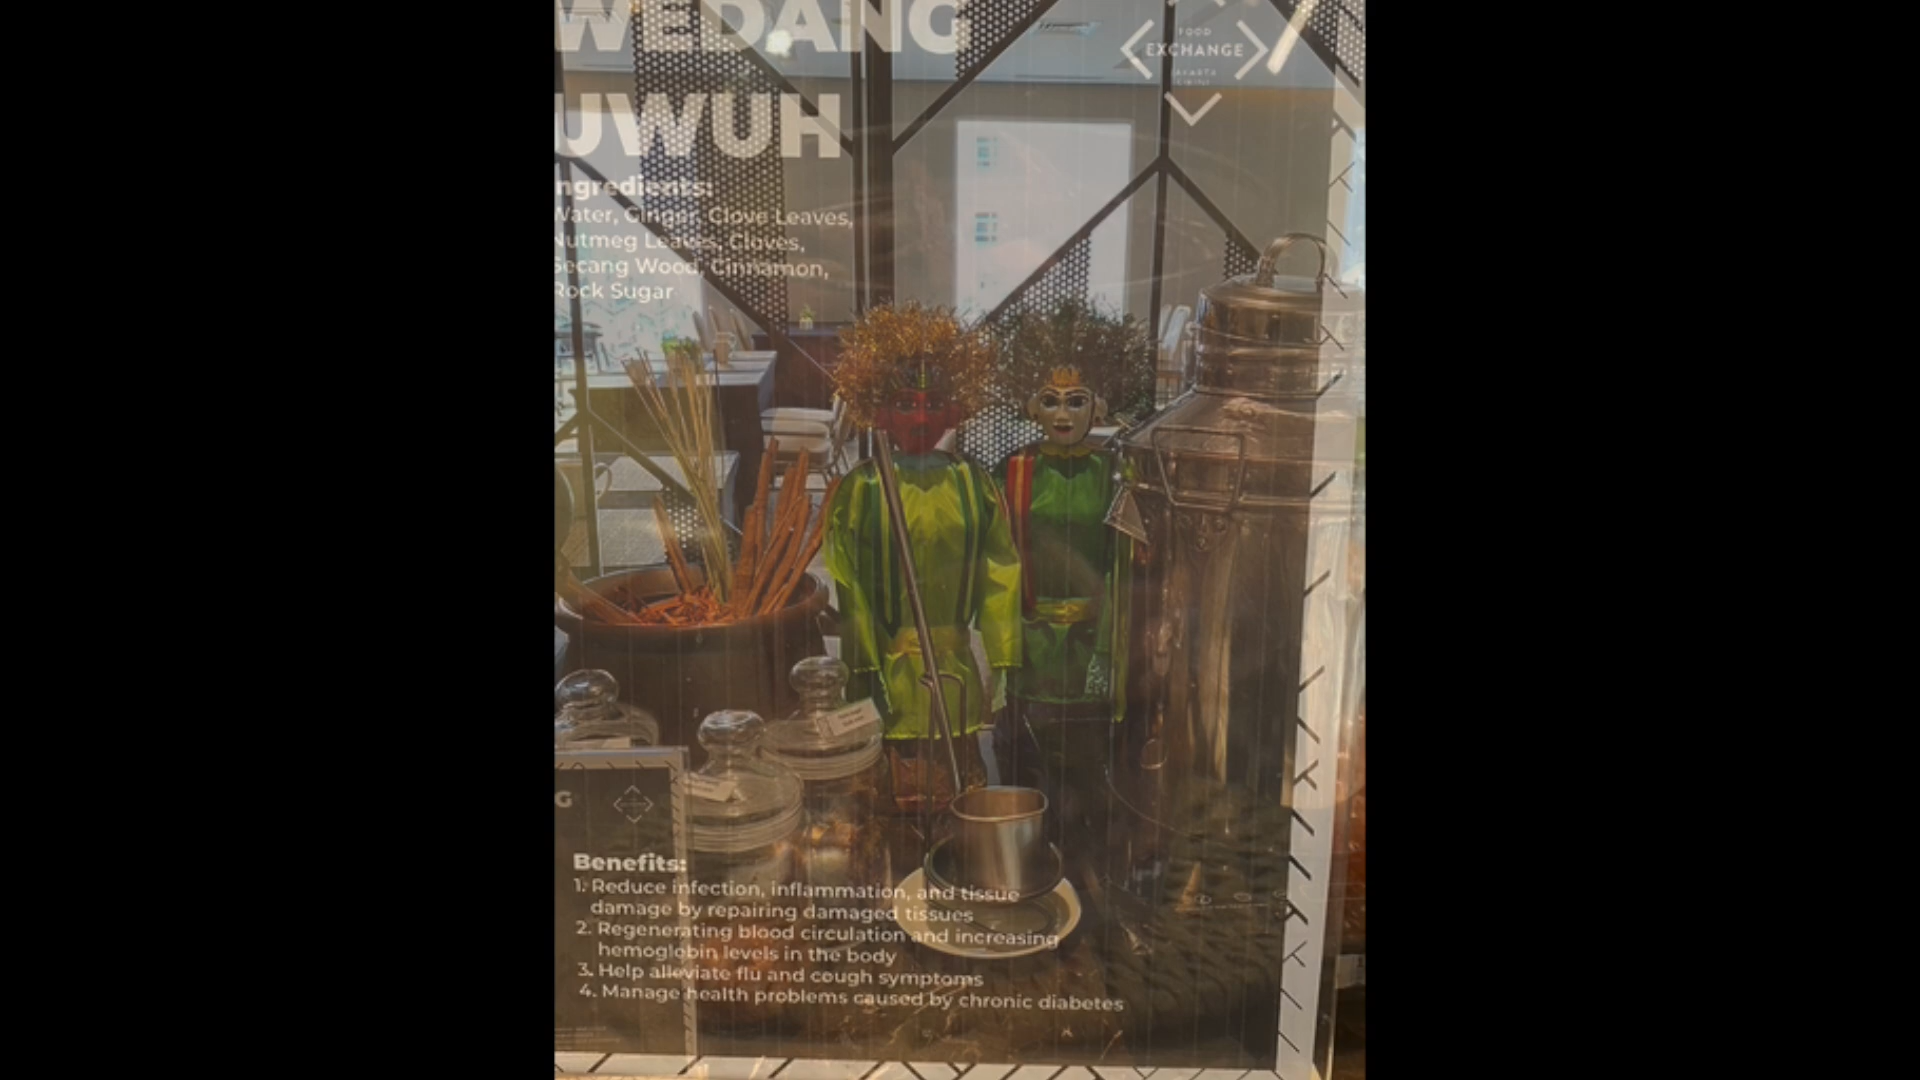 WEDANG
UWUH
FOOD
EXCHANGE
JAKARTA
CIKINI
ngredients:
Water, Ginger, Clove Leaves,
Nutmeg Leaves, Cloves,
Secang Wood, Cinnamon,
Rock Sugar
G
Benefits:
1. Reduce infection, inflammation, and tissue
damage by repairing damaged tissues
2. Regenerating blood circulation and increasing
hemoglobin levels in the body
3. Help alleviate flu and cough symptoms
4. Manage health problems caused by chronic diabetes